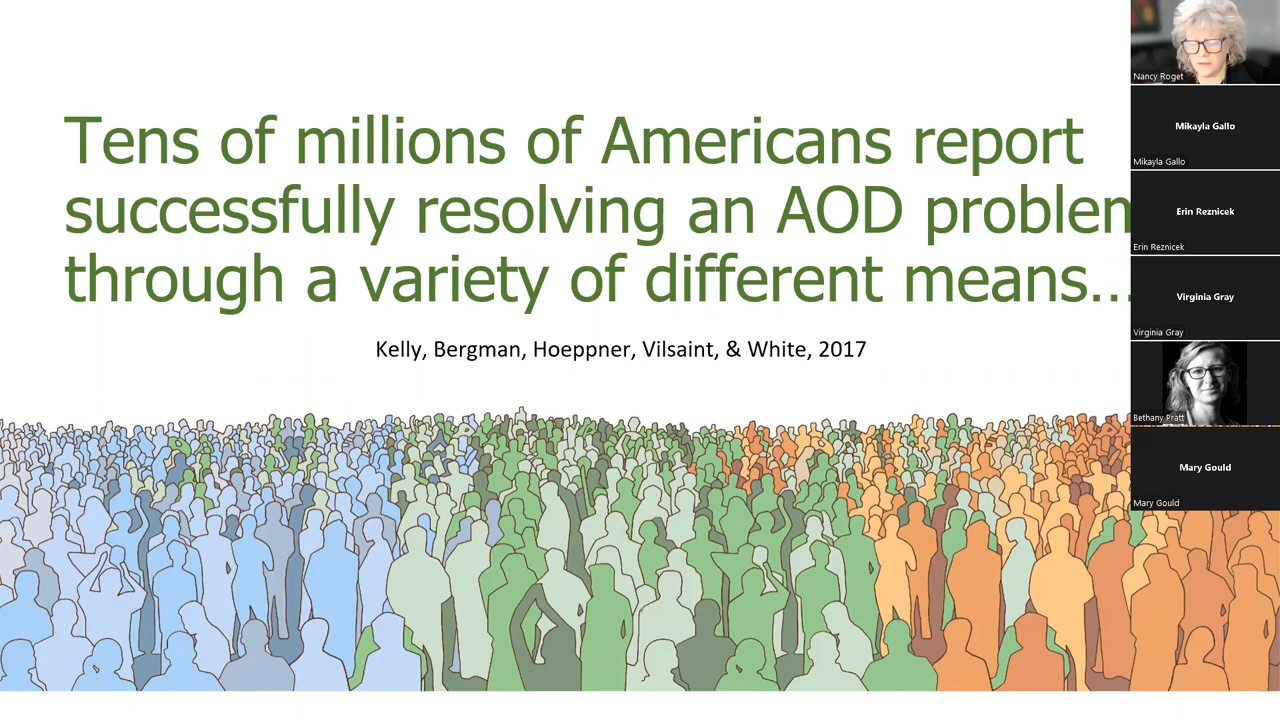 Tens of millions of Americans report
successfully resolving an AOD problem
through a variety of different means...
Kelly, Bergman, Hoeppner, Vilsaint, & White, 2017
Nancy Roget
Mikayla Gallo
Mikayla Gallo
Erin Reznicek
Erin Reznicek
Virginia Gray
Virginia Gray
Bethany Pratt
Mary Gould
Mary Gould